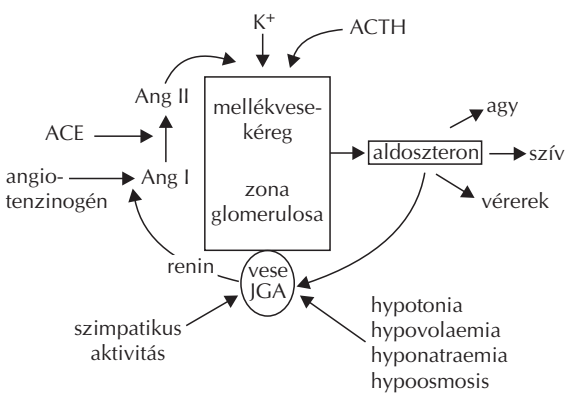 K+
ACTH
Ang II
mellékvese-
kéreg
agy
ACE
aldoszteron
szív
angio-
tenzinogén
Ang I
zona
glomerulosa
vérerek
renin
vese
JGA
szimpatikus
aktivitás
hypotonia
hypovolaemia
hyponatraemia
hypoosmosis